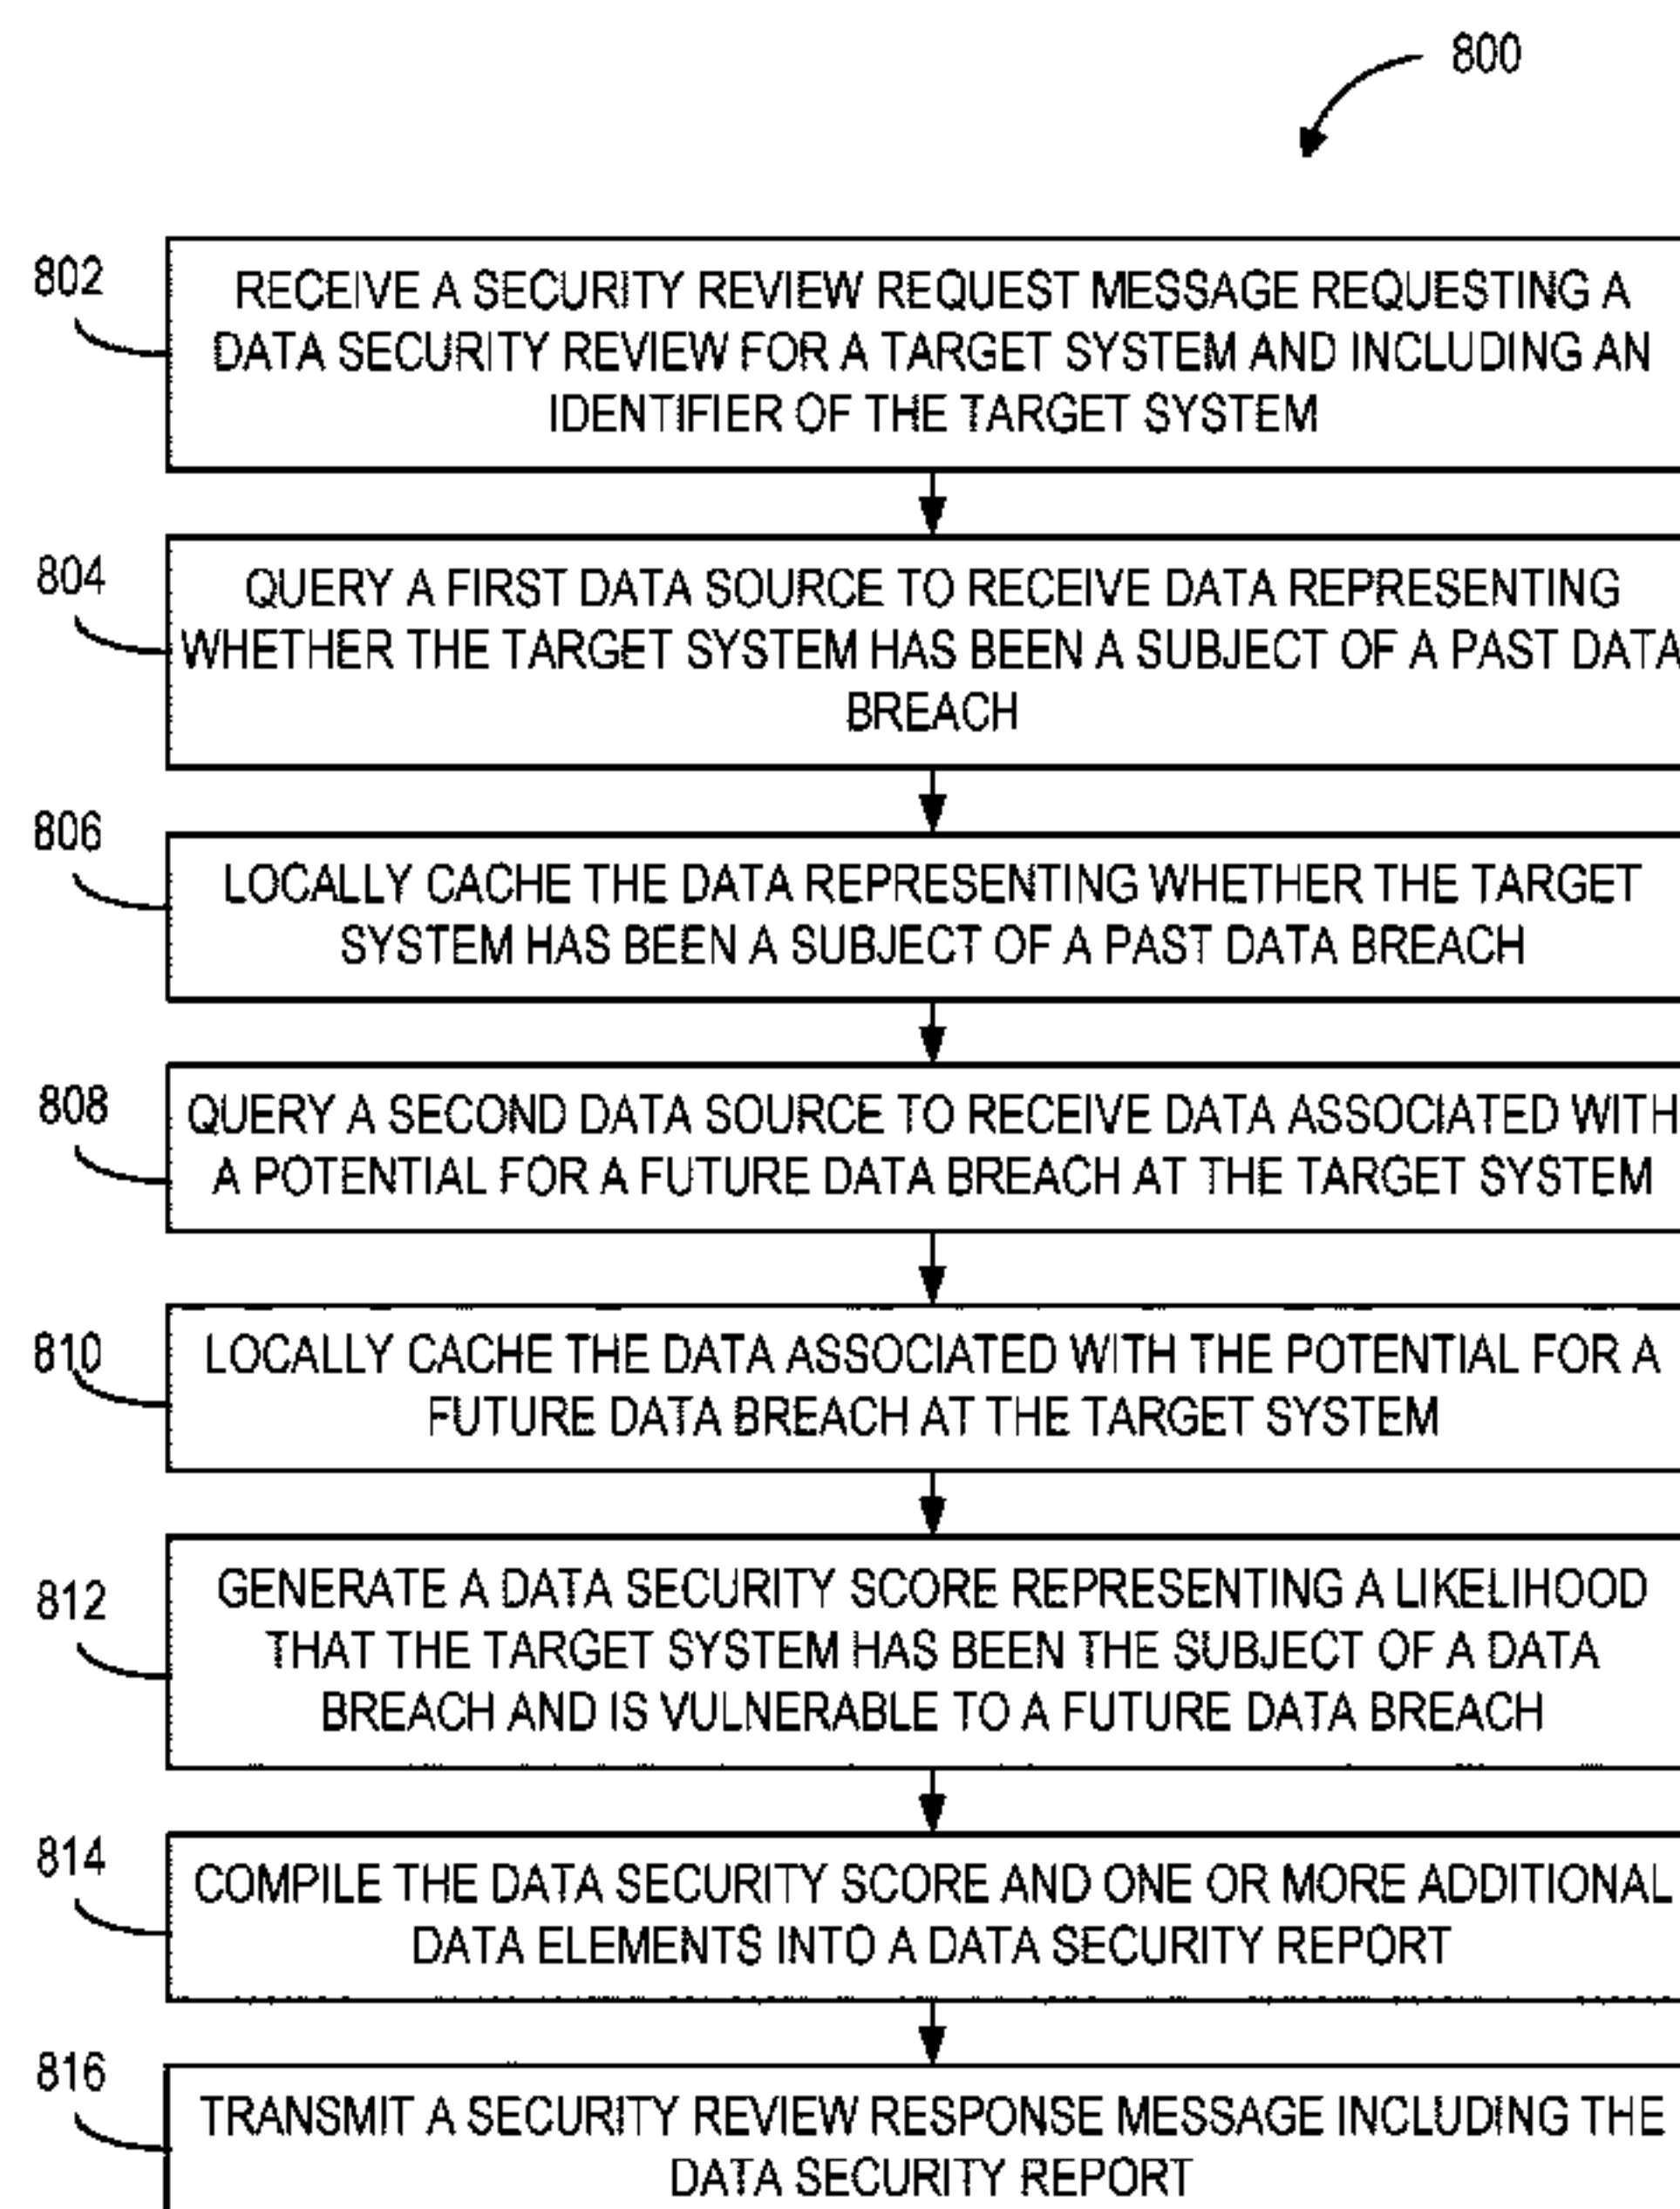 800
802
RECEIVE A SECURITY REVIEW REQUEST MESSAGE REQUESTING A
DATA SECURITY REVIEW FOR A TARGET SYSTEM AND INCLUDING AN
IDENTIFIER OF THE TARGET SYSTEM
804
QUERY A FIRST DATA SOURCE TO RECEIVE DATA REPRESENTING
WHETHER THE TARGET SYSTEM HAS BEEN A SUBJECT OF A PAST DATA
BREACH
806
LOCALLY CACHE THE DATA REPRESENTING WHETHER THE TARGET
SYSTEM HAS BEEN A SUBJECT OF A PAST DATA BREACH
808
QUERY A SECOND DATA SOURCE TO RECEIVE DATA ASSOCIATED WITH
A POTENTIAL FOR A FUTURE DATA BREACH AT THE TARGET SYSTEM
810
LOCALLY CACHE THE DATA ASSOCIATED WITH THE POTENTIAL FOR A
FUTURE DATA BREACH AT THE TARGET SYSTEM
812
GENERATE A DATA SECURITY SCORE REPRESENTING A LIKELIHOOD
THAT THE TARGET SYSTEM HAS BEEN THE SUBJECT OF A DATA
BREACH AND IS VULNERABLE TO A FUTURE DATA BREACH
814
COMPILE THE DATA SECURITY SCORE AND ONE OR MORE ADDITIONAL
DATA ELEMENTS INTO A DATA SECURITY REPORT
816
TRANSMIT A SECURITY REVIEW RESPONSE MESSAGE INCLUDING THE
DATA SECURITY REPORT